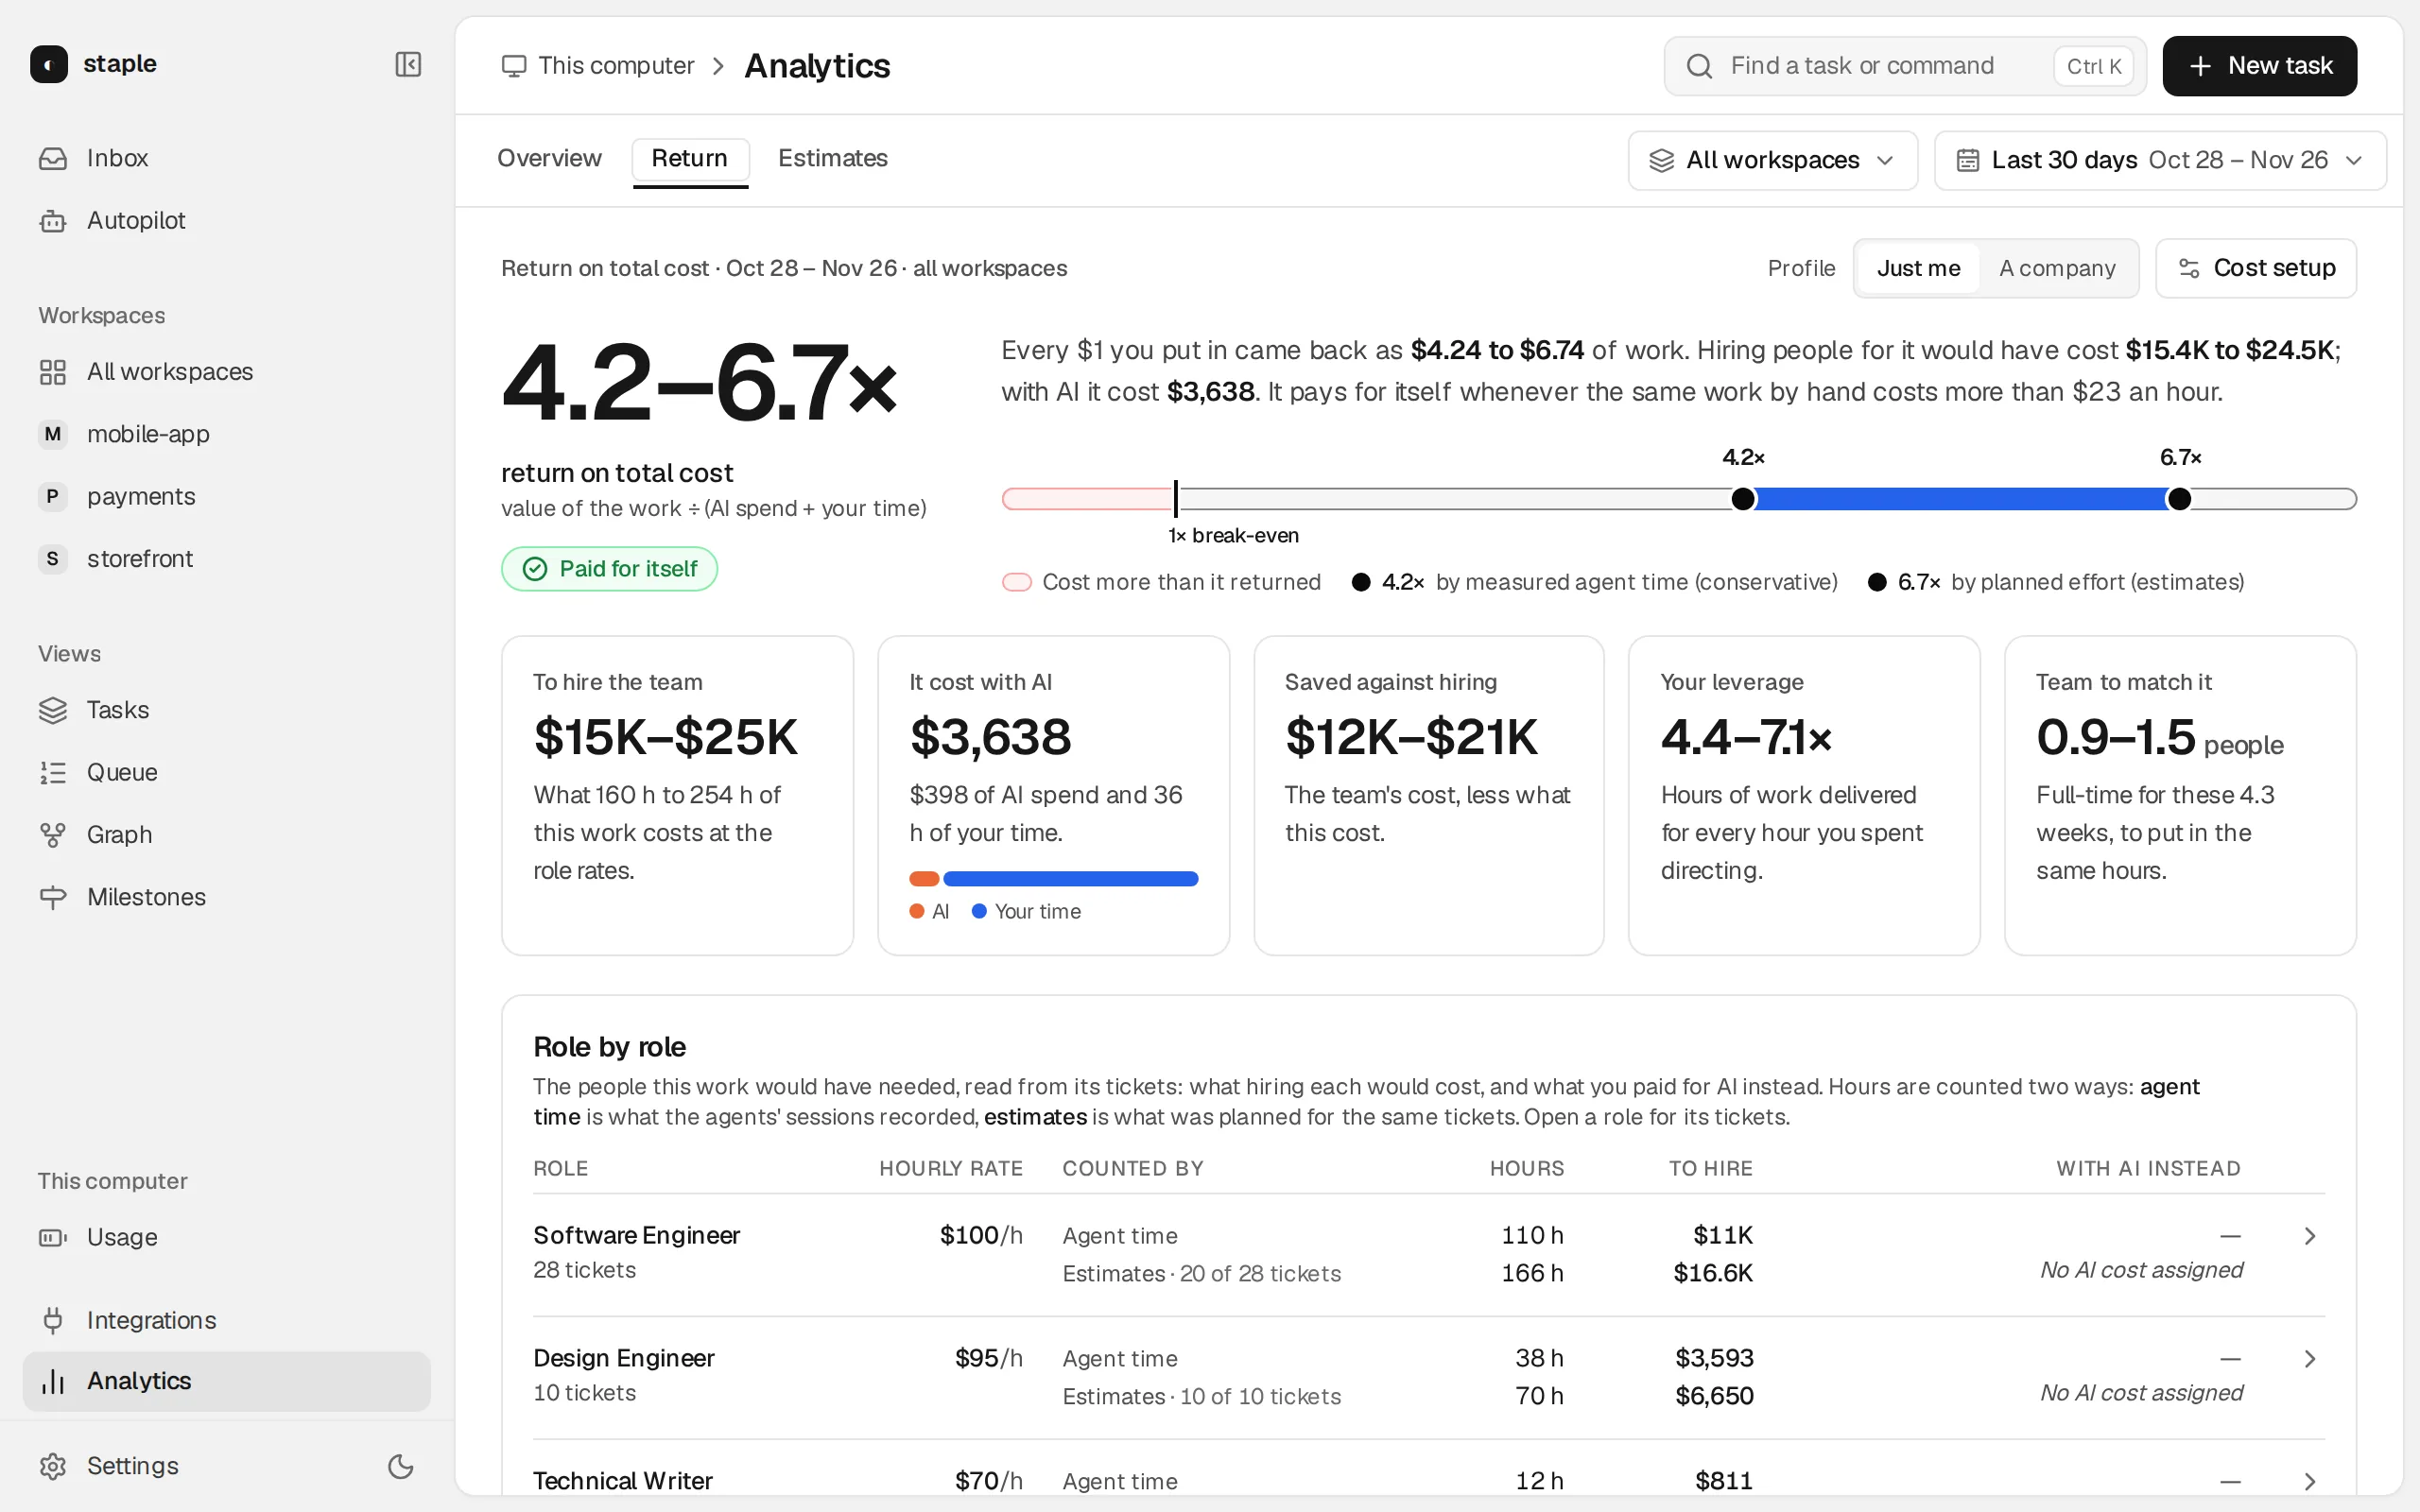 staple
Inbox
Autopilot
Workspaces
All workspaces
M mobile-app
P payments
S storefront
Views
Tasks
Queue
Graph
Milestones
This computer
Usage
Integrations
Analytics
Settings
This computer > Analytics
Find a task or command Ctrl K
+ New task
Overview Return Estimates
All workspaces
Last 30 days Oct 28 – Nov 26
Return on total cost · Oct 28 – Nov 26 · all workspaces
Profile Just me A company Cost setup
4.2–6.7×
return on total cost
value of the work ÷ (AI spend + your time)
Paid for itself
Every $1 you put in came back as $4.24 to $6.74 of work. Hiring people for it would have cost $15.4K to $24.5K;
with AI it cost $3,638. It pays for itself whenever the same work by hand costs more than $23 an hour.
4.2× 6.7×
1× break-even
Cost more than it returned 4.2× by measured agent time (conservative) 6.7× by planned effort (estimates)
To hire the team
$15K–$25K
What 160 h to 254 h of
this work costs at the
role rates.
It cost with AI
$3,638
$398 of AI spend and 36
h of your time.
AI Your time
Saved against hiring
$12K–$21K
The team's cost, less what
this cost.
Your leverage
4.4–7.1×
Hours of work delivered
for every hour you spent
directing.
Team to match it
0.9–1.5 people
Full-time for these 4.3
weeks, to put in the
same hours.
Role by role
The people this work would have needed, read from its tickets: what hiring each would cost, and what you paid for AI instead. Hours are counted two ways: agent
time is what the agents' sessions recorded, estimates is what was planned for the same tickets. Open a role for its tickets.
ROLE HOURLY RATE COUNTED BY HOURS TO HIRE WITH AI INSTEAD
Software Engineer $100/h Agent time 110 h $11K —
28 tickets Estimates · 20 of 28 tickets 166 h $16.6K No AI cost assigned
Design Engineer $95/h Agent time 38 h $3,593 —
10 tickets Estimates · 10 of 10 tickets 70 h $6,650 No AI cost assigned
Technical Writer $70/h Agent time 12 h $811 —